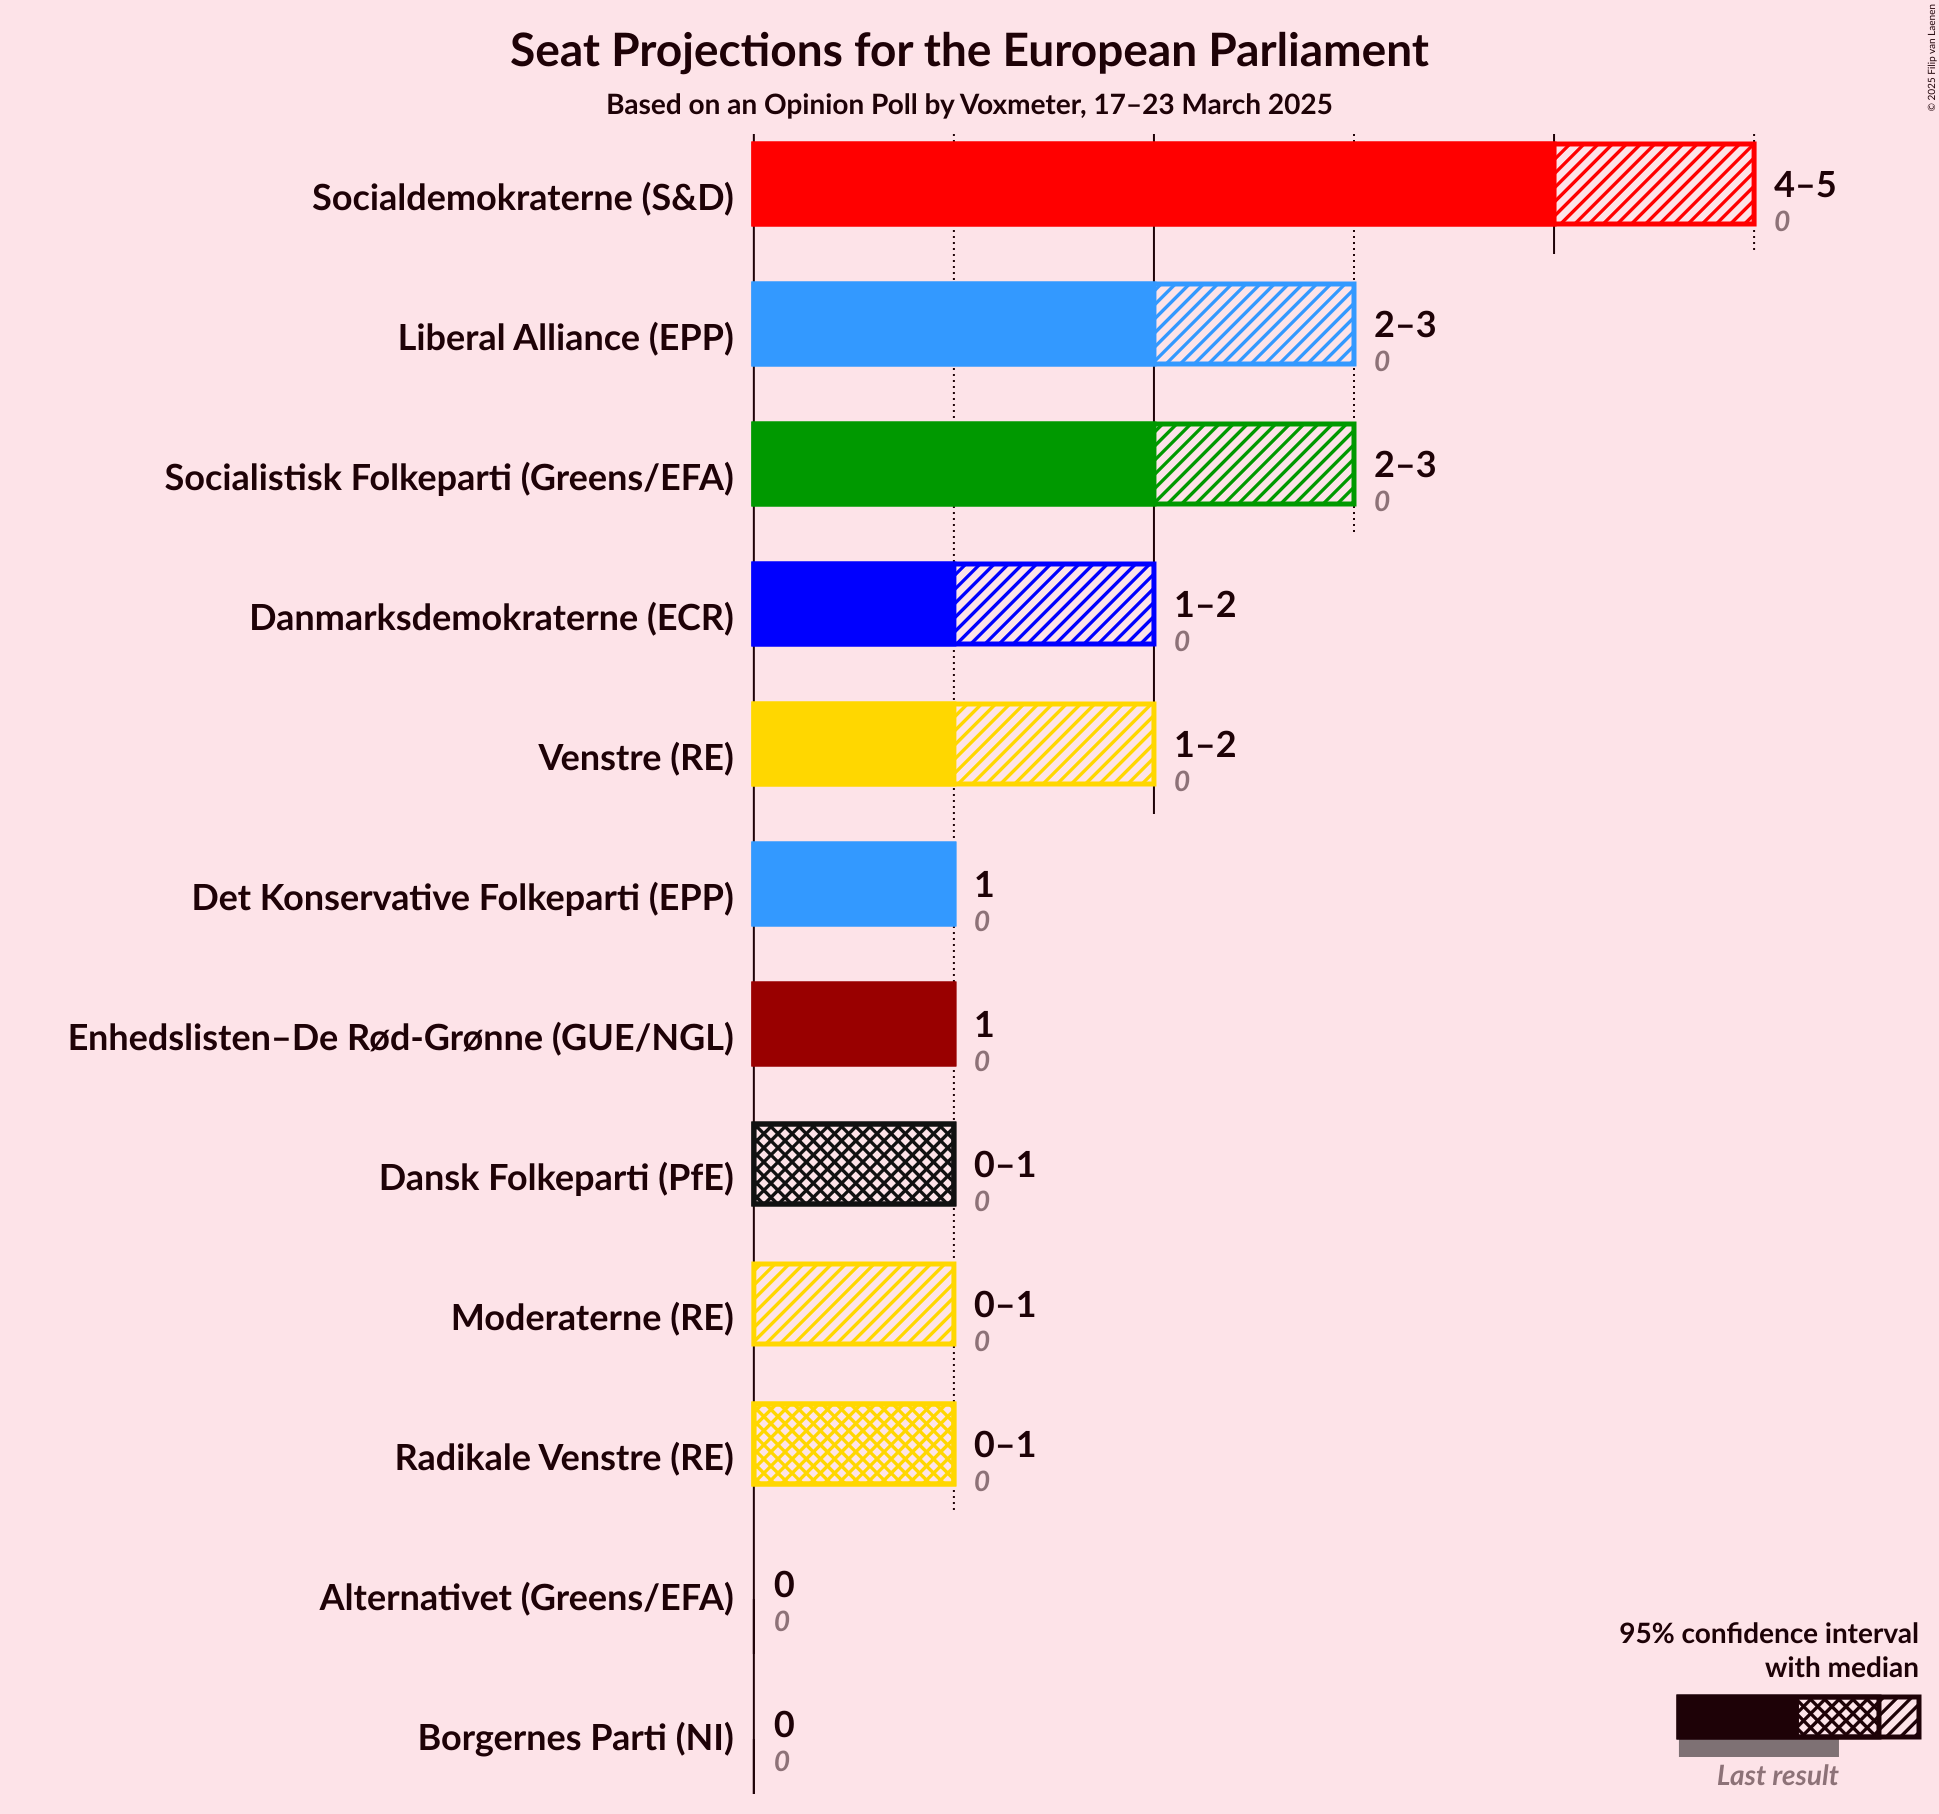 Seat Projections for the European Parliament
Based on an Opinion Poll by Voxmeter, 17–23 March 2025
© 2025 Filip van Laenen
Socialdemokraterne (S&D)
4–5
0
Liberal Alliance (EPP)
2–3
0
Socialistisk Folkeparti (Greens/EFA)
2–3
0
Danmarksdemokraterne (ECR)
1–2
0
Venstre (RE)
1–2
0
Det Konservative Folkeparti (EPP)
1
0
Enhedslisten–De Rød-Grønne (GUE/NGL)
1
0
Dansk Folkeparti (PfE)
0–1
0
Moderaterne (RE)
0–1
0
Radikale Venstre (RE)
0–1
0
Alternativet (Greens/EFA)
0
0
Borgernes Parti (NI)
0
0
95% confidence interval
with median
Last result